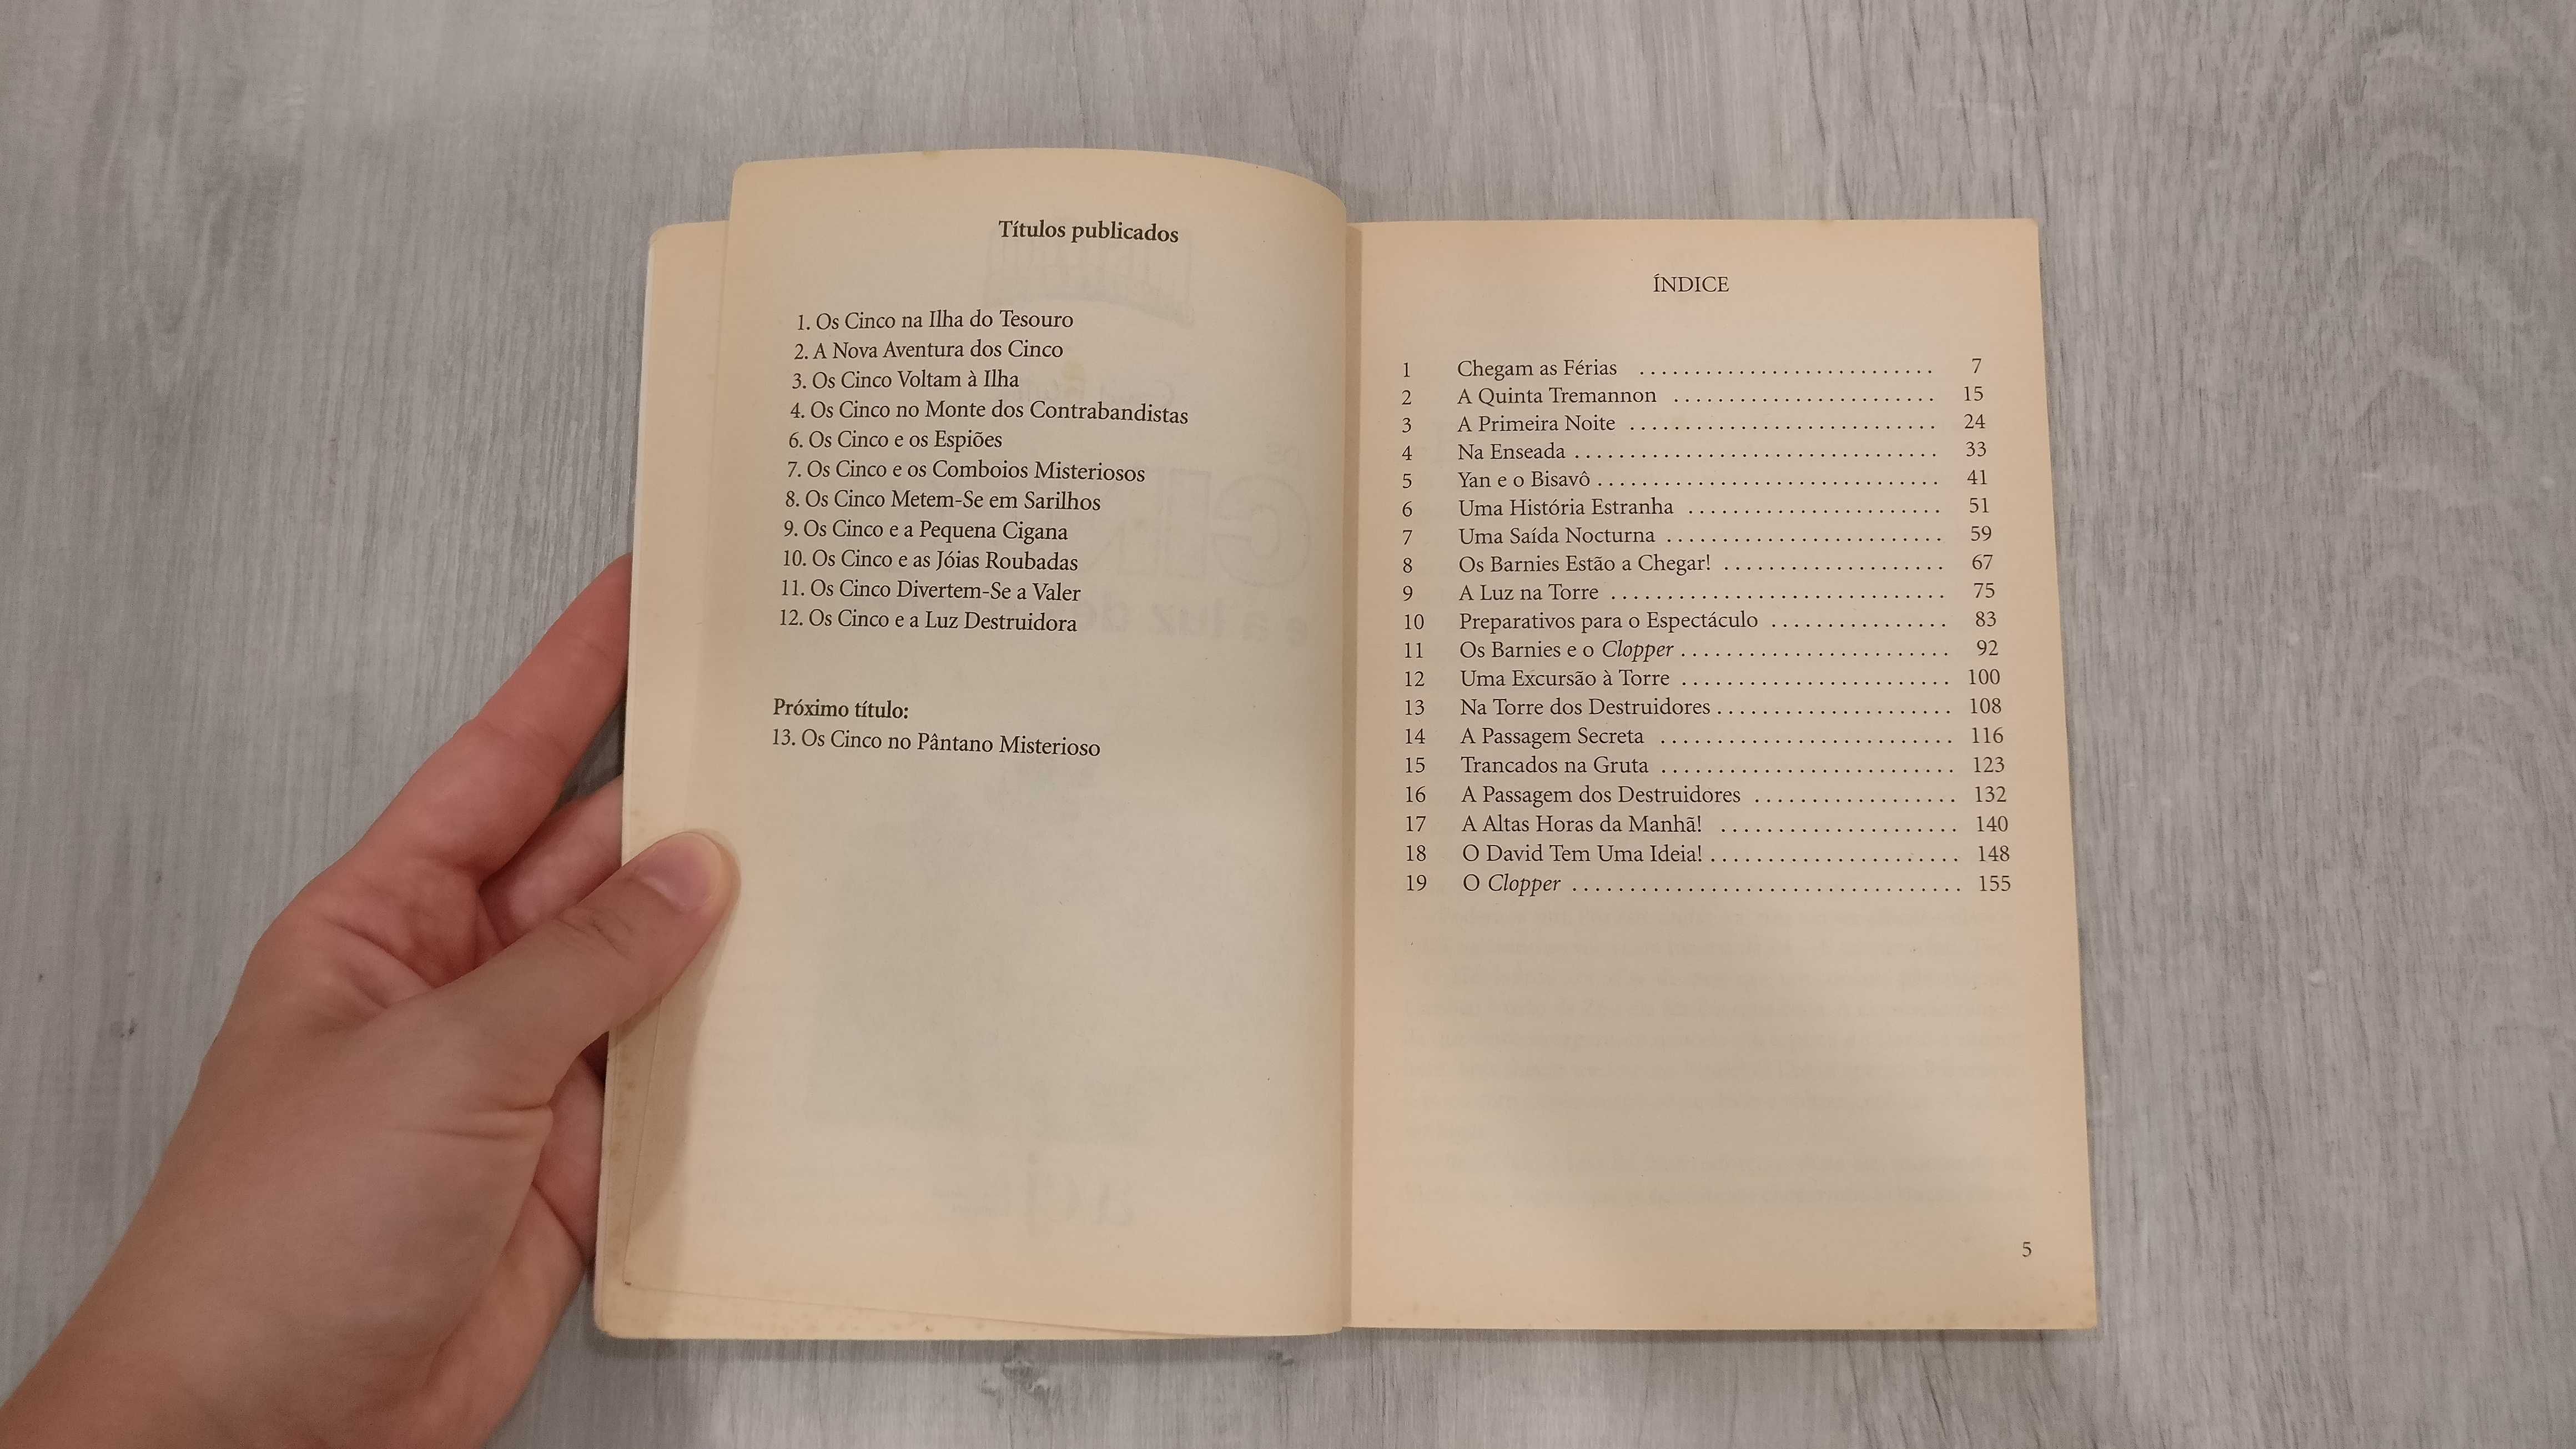 Títulos publicados
1. Os Cinco na Ilha do Tesouro
2. A Nova Aventura dos Cinco
3. Os Cinco Voltam à Ilha
4. Os Cinco no Monte dos Contrabandistas
6. Os Cinco e os Espiões
7. Os Cinco e os Comboios Misteriosos
8. Os Cinco Metem-Se em Sarilhos
9. Os Cinco e a Pequena Cigana
10. Os Cinco e as Jóias Roubadas
11. Os Cinco Divertem-Se a Valer
12. Os Cinco e a Luz Destruidora
Próximo título:
13. Os Cinco no Pântano Misterioso
ÍNDICE
1 Chegam as Férias ........................... 7
2 A Quinta Tremannon ........................ 15
3 A Primeira Noite ............................ 24
4 Na Enseada ................................. 33
5 Yan e o Bisavô ............................... 41
6 Uma História Estranha ....................... 51
7 Uma Saída Nocturna ......................... 59
8 Os Barnies Estão a Chegar! .................... 67
9 A Luz na Torre .............................. 75
10 Preparativos para o Espectáculo ................ 83
11 Os Barnies e o Clopper ........................ 92
12 Uma Excursão à Torre ........................ 100
13 Na Torre dos Destruidores ..................... 108
14 A Passagem Secreta .......................... 116
15 Trancados na Gruta .......................... 123
16 A Passagem dos Destruidores .................. 132
17 A Altas Horas da Manhã! ..................... 140
18 O David Tem Uma Ideia! ...................... 148
19 O Clopper .................................. 155
5